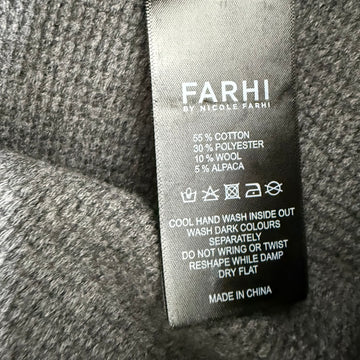 FARHI
BY NICOLE FARHI
55 % COTTON
30 % POLYESTER
10 % WOOL
5 % ALPACA
COOL HAND WASH INSIDE OUT
WASH DARK COLOURS
SEPARATELY
DO NOT WRING OR TWIST
RESHAPE WHILE DAMP
DRY FLAT
MADE IN CHINA